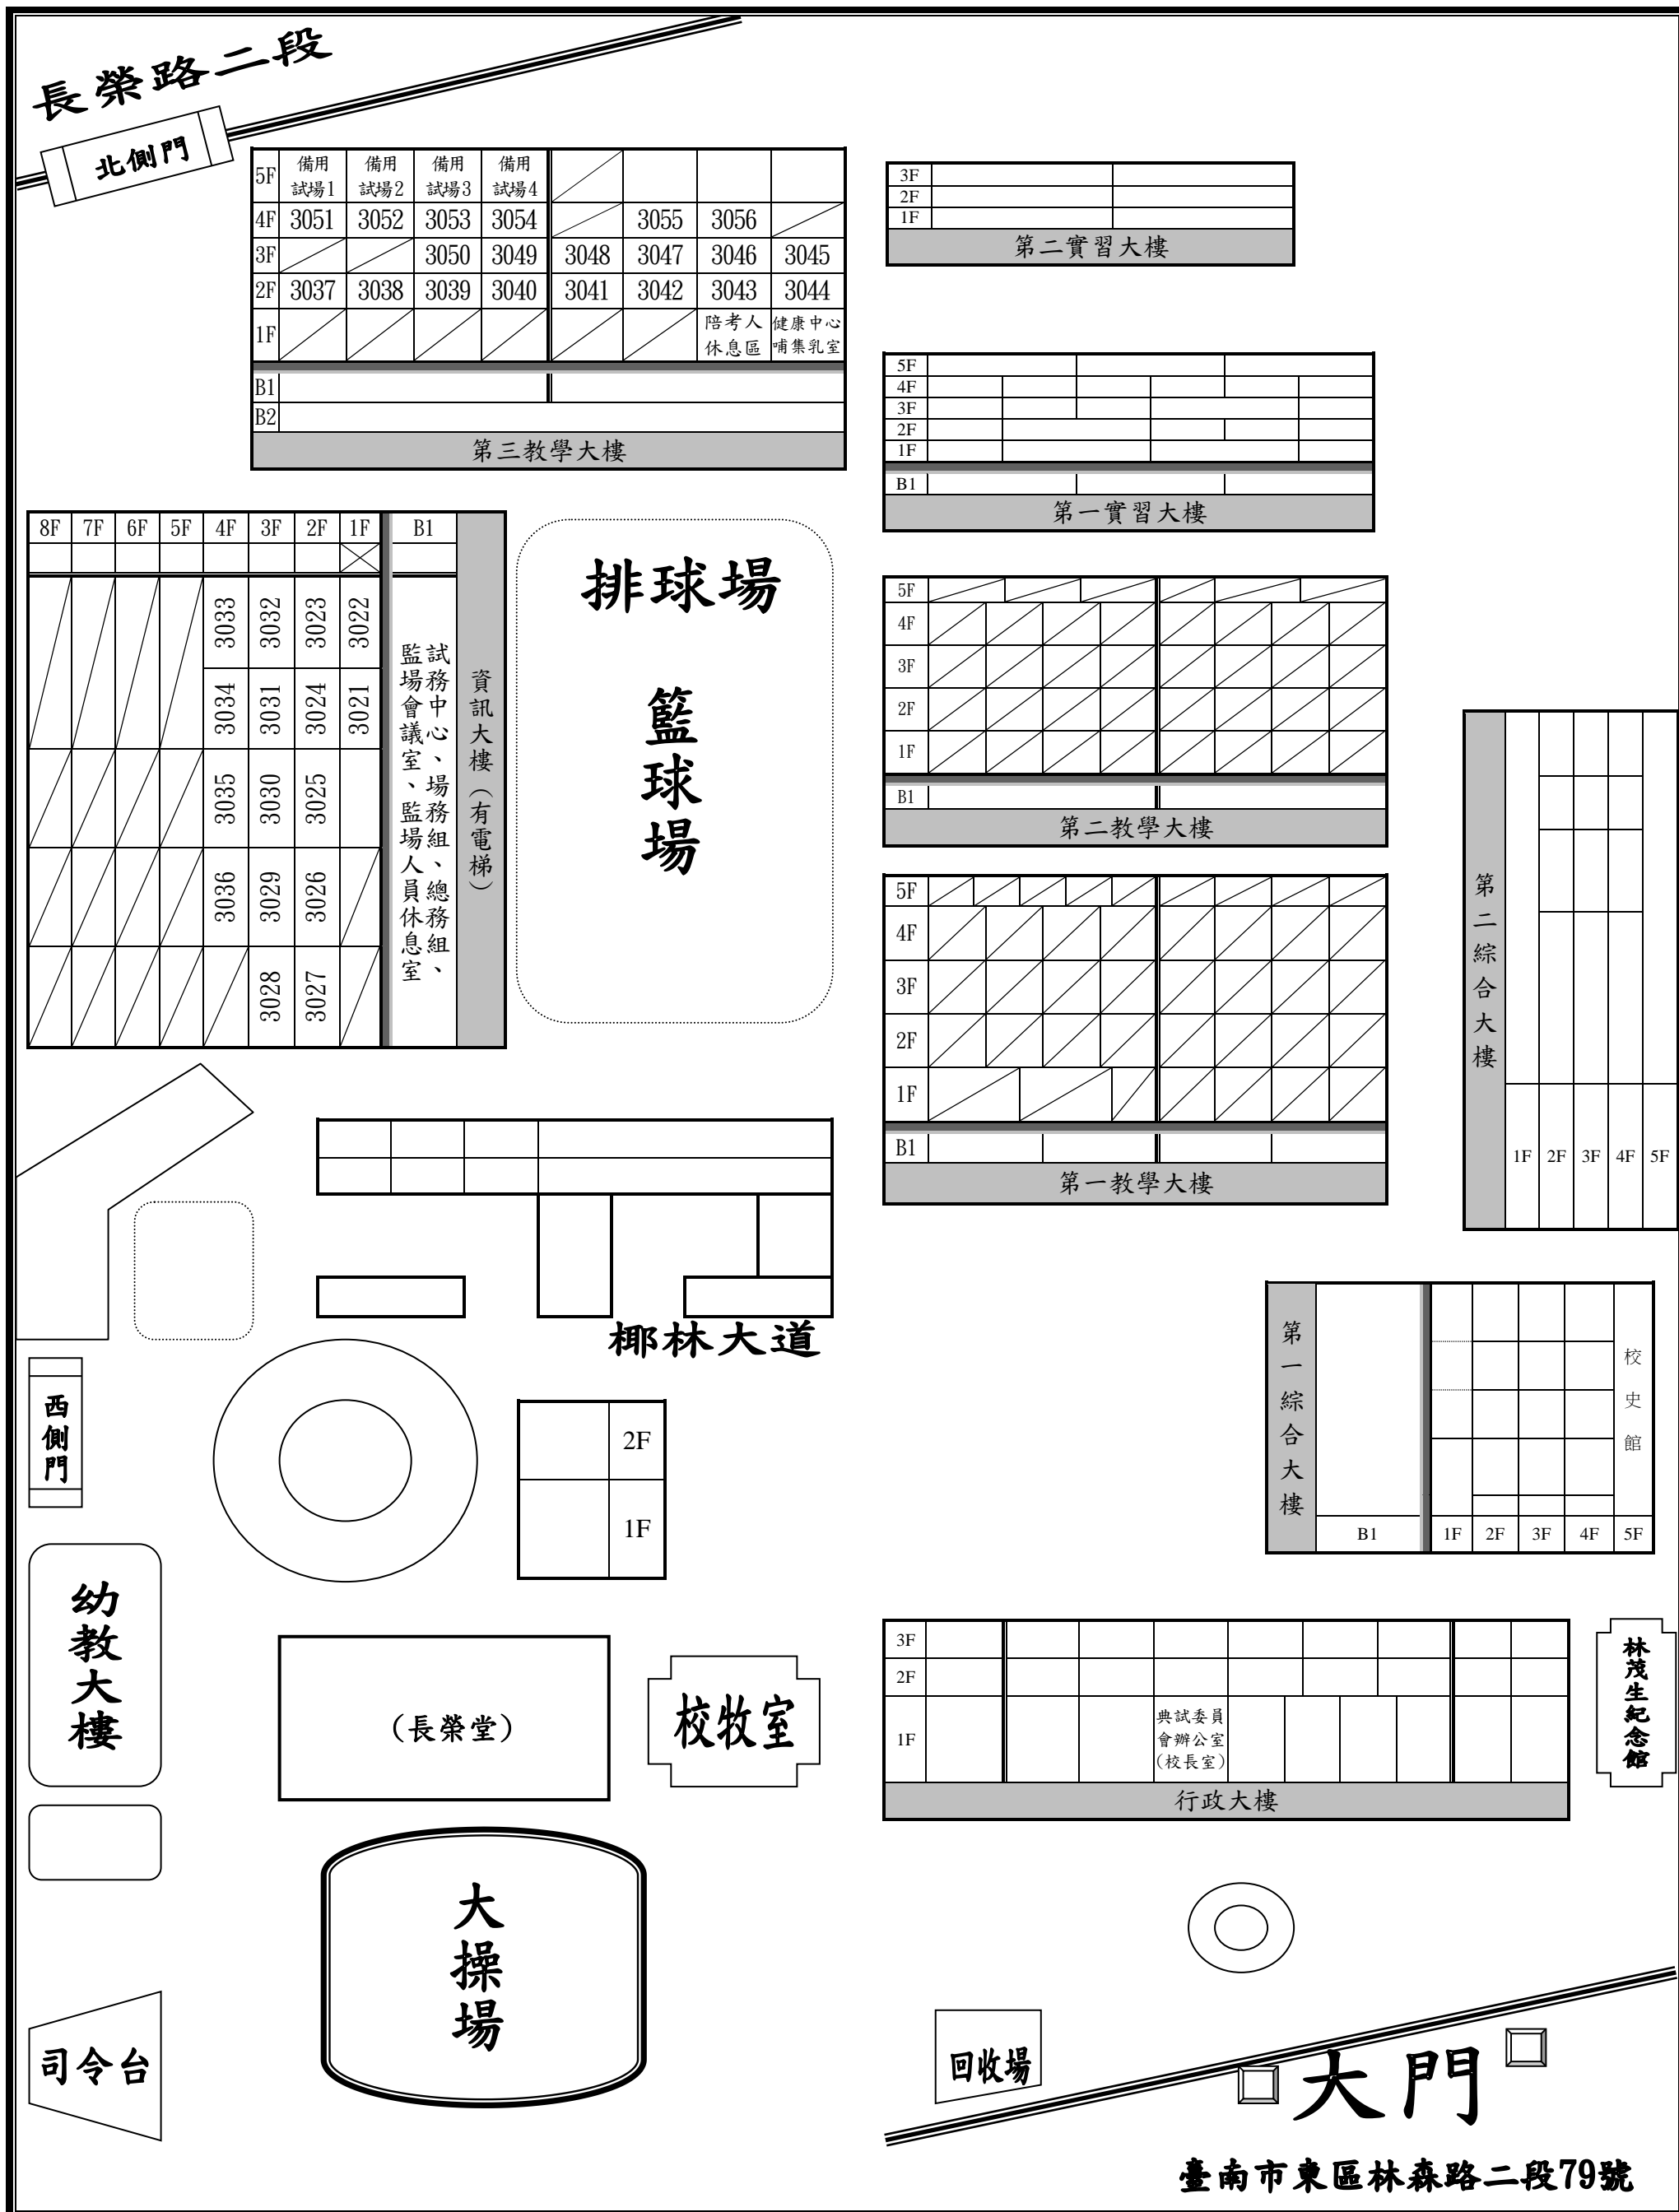 長榮路二段
北側門
5F 備用試場1 備用試場2 備用試場3 備用試場4
4F 3051 3052 3053 3054 3055 3056
3F 3050 3049 3048 3047 3046 3045
2F 3037 3038 3039 3040 3041 3042 3043 3044
1F 陪考人休息區 健康中心哺集乳室
B1
B2
第三教學大樓
3F
2F
1F
第二實習大樓
5F
4F
3F
2F
1F
B1
第一實習大樓
8F 7F 6F 5F 4F 3F 2F 1F B1
3033 3032 3023 3022
3034 3031 3024 3021
3035 3030 3025
3036 3029 3026
3028 3027
試務中心、場務組、總務組、
監場會議室、監場人員休息室
資訊大樓（有電梯）
排球場
籃球場
5F
4F
3F
2F
1F
B1
第二教學大樓
5F
4F
3F
2F
1F
B1
第一教學大樓
第二綜合大樓
1F 2F 3F 4F 5F
椰林大道
西側門
2F
1F
第一綜合大樓
校史館
B1 1F 2F 3F 4F 5F
幼教大樓
（長榮堂）
校牧室
3F
2F
1F 典試委員
會辦公室
(校長室)
行政大樓
林茂生紀念館
大操場
司令台
回收場
大門
臺南市東區林森路二段79號